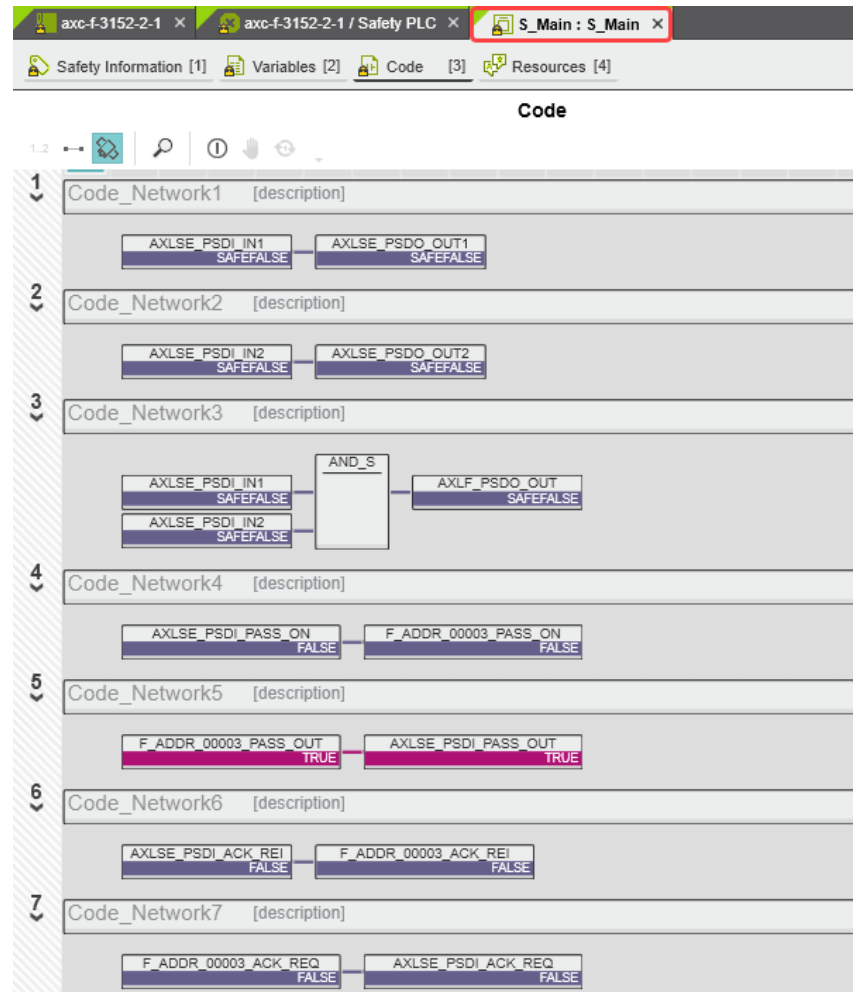 axc-f-3152-2-1 × axc-f-3152-2-1 / Safety PLC × S_Main : S_Main ×
Safety Information [1] Variables [2] Code [3] Resources [4]
Code
1..2
1 Code_Network1 [description]
AXLSE_PSDI_IN1 AXLSE_PSDO_OUT1
SAFEFALSE SAFEFALSE
2 Code_Network2 [description]
AXLSE_PSDI_IN2 AXLSE_PSDO_OUT2
SAFEFALSE SAFEFALSE
3 Code_Network3 [description]
AND_S
AXLSE_PSDI_IN1 AXLF_PSDO_OUT
SAFEFALSE SAFEFALSE
AXLSE_PSDI_IN2
SAFEFALSE
4 Code_Network4 [description]
AXLSE_PSDI_PASS_ON F_ADDR_00003_PASS_ON
FALSE FALSE
5 Code_Network5 [description]
F_ADDR_00003_PASS_OUT AXLSE_PSDI_PASS_OUT
TRUE TRUE
6 Code_Network6 [description]
AXLSE_PSDI_ACK_REI F_ADDR_00003_ACK_REI
FALSE FALSE
7 Code_Network7 [description]
F_ADDR_00003_ACK_REQ AXLSE_PSDI_ACK_REQ
FALSE FALSE